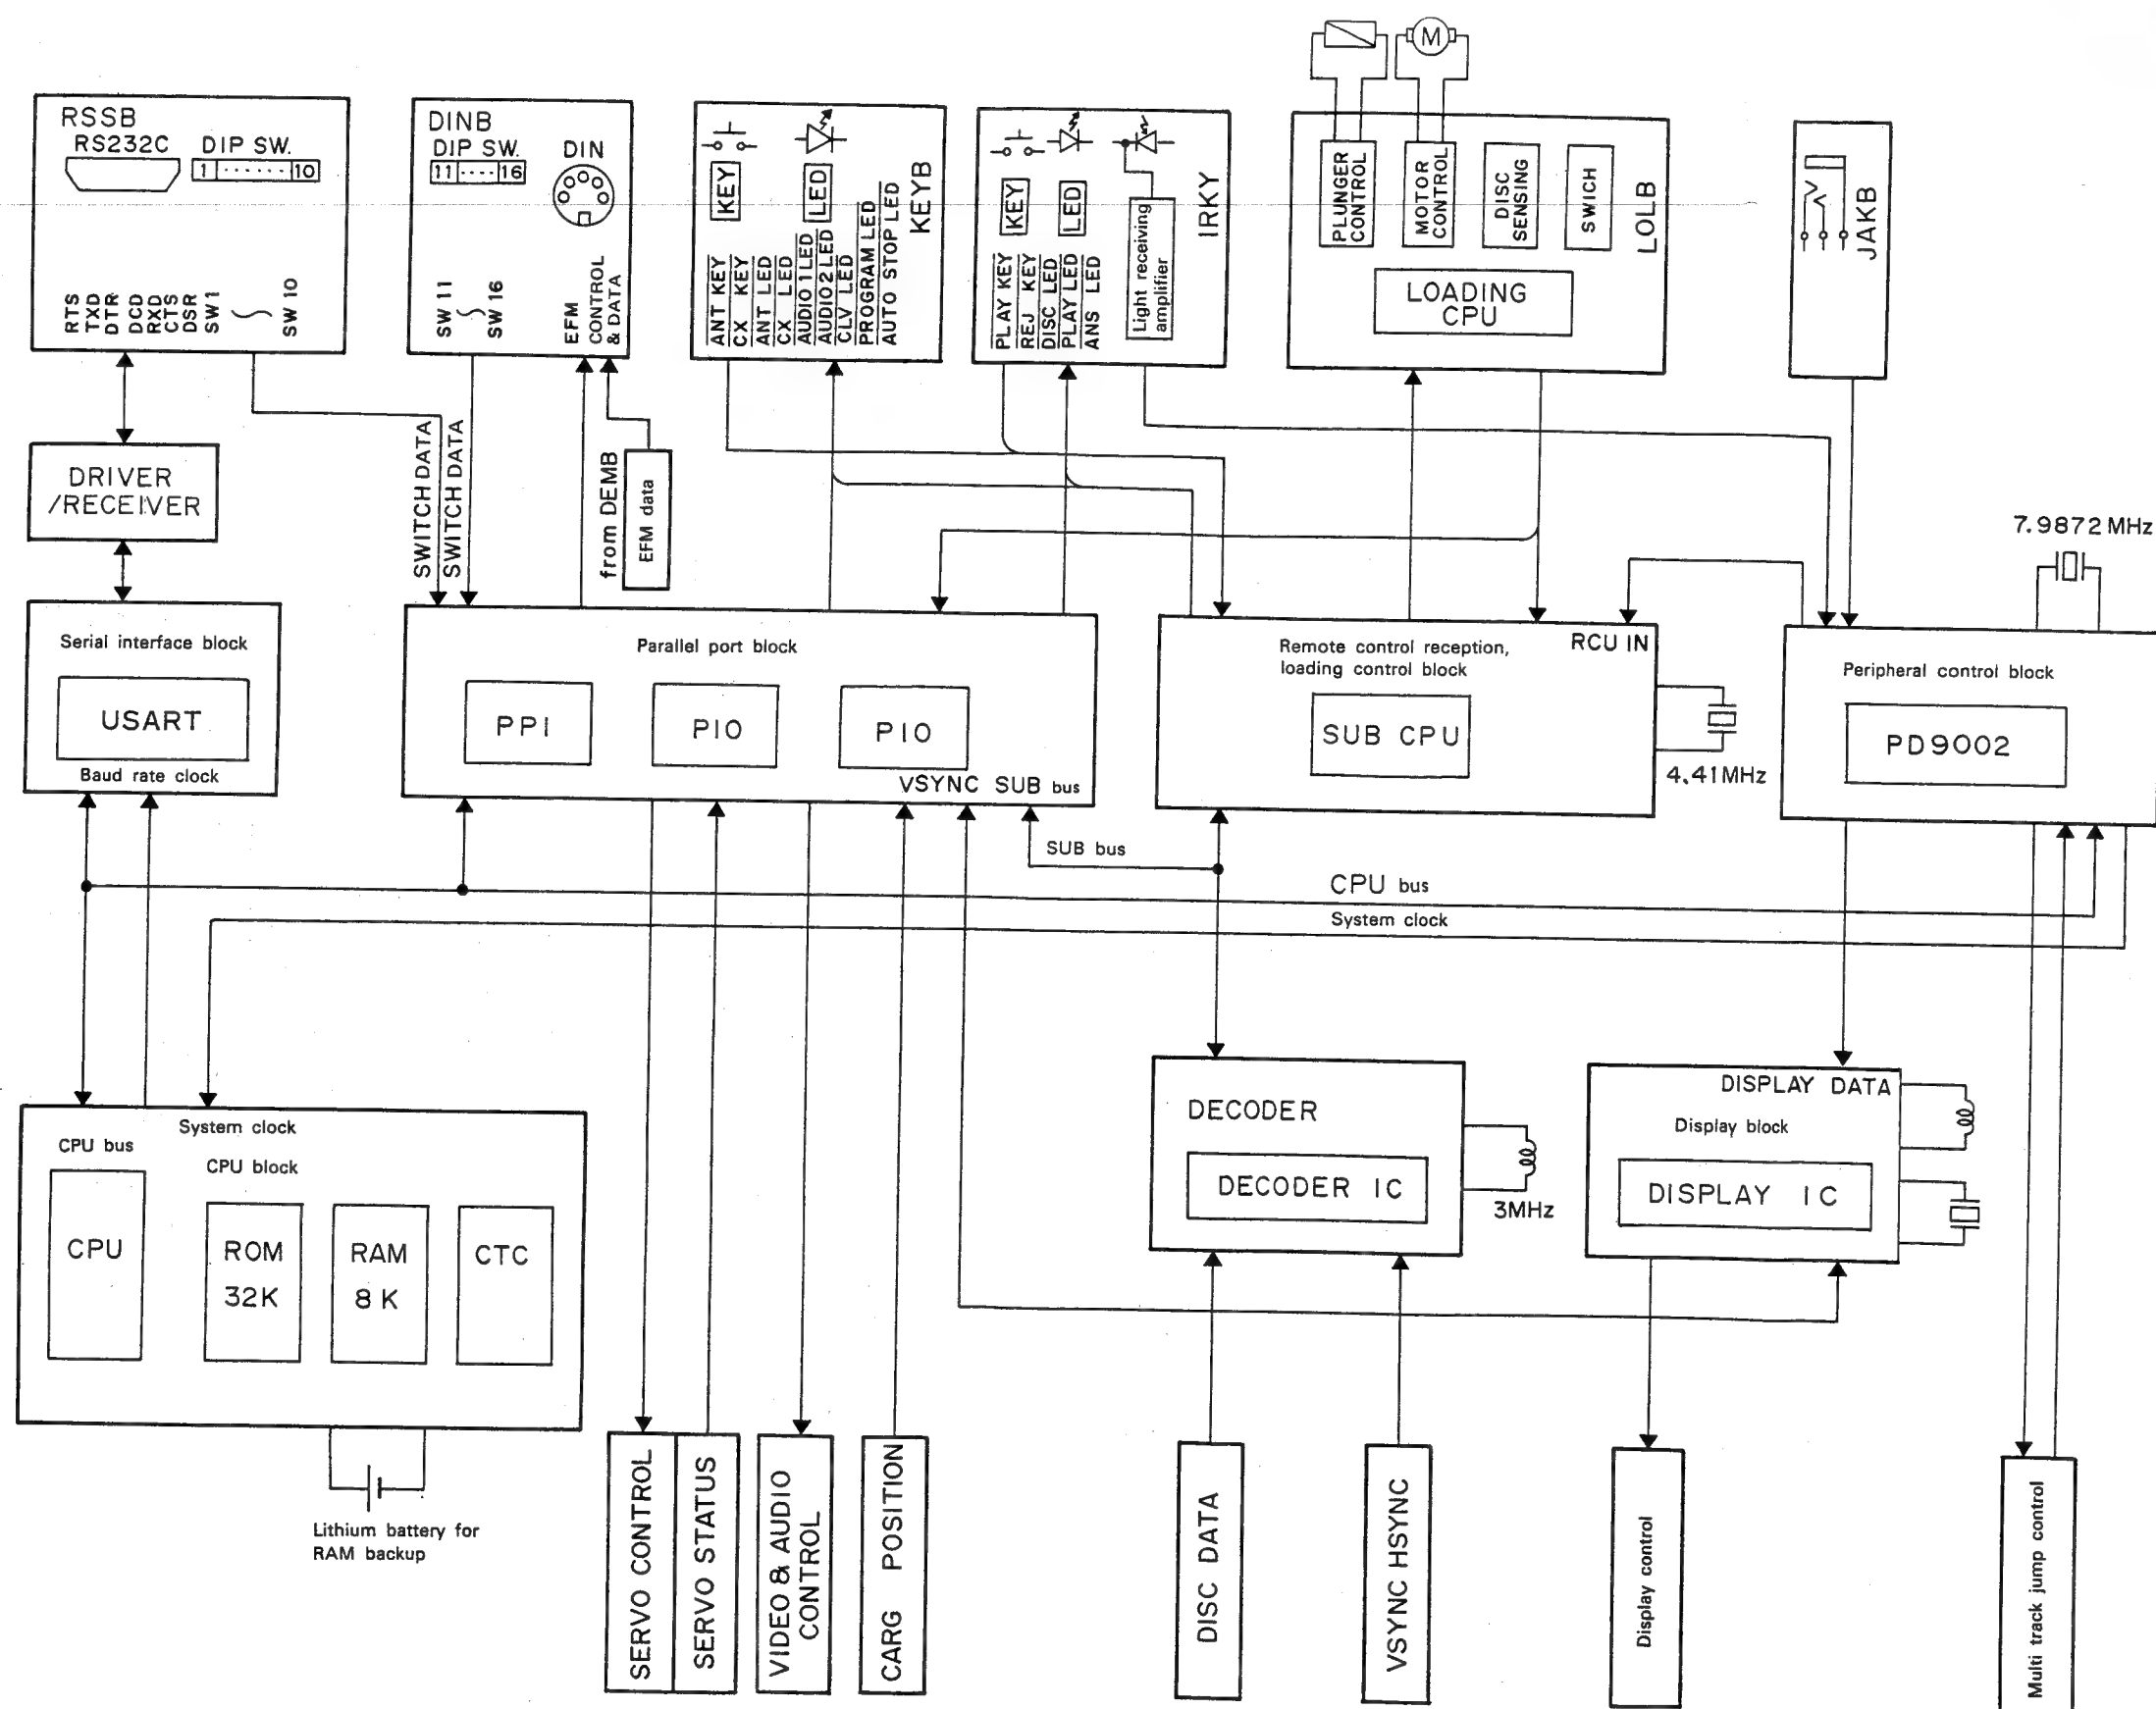 RSSB
RS232C
DIP SW.
1 ...... 10
RTS
TXD
DTR
DCD
RXD
CTS
DSR
SW1
SW 10
DINB
DIP SW.
11 .... 16
DIN
SW 11
SW 16
EFM
CONTROL
& DATA
KEY
LED
KEYB
ANT KEY
CX KEY
ANT LED
CX LED
AUDIO 1 LED
AUDIO2 LED
CLV LED
PROGRAM LED
AUTO STOP LED
KEY
LED
IRKY
PLAY KEY
REJ KEY
DISC LED
PLAY LED
ANS LED
Light receiving
amplifier
M
PLUNGER
CONTROL
MOTOR
CONTROL
DISC
SENSING
SWICH
LOLB
LOADING
CPU
JAKB
DRIVER
/RECEIVER
SWITCH DATA
SWITCH DATA
from DEMB
EFM data
7.9872 MHz
Serial interface block
USART
Baud rate clock
Parallel port block
PPI
PIO
PIO
VSYNC SUB bus
Remote control reception,
loading control block
RCU IN
SUB CPU
4.41MHz
Peripheral control block
PD9002
SUB bus
CPU bus
System clock
System clock
CPU bus
CPU block
CPU
ROM
32K
RAM
8K
CTC
Lithium battery for
RAM backup
DECODER
DECODER IC
3MHz
DISPLAY DATA
Display block
DISPLAY IC
SERVO CONTROL
SERVO STATUS
VIDEO & AUDIO
CONTROL
CARG POSITION
DISC DATA
VSYNC HSYNC
Display control
Multi track jump control